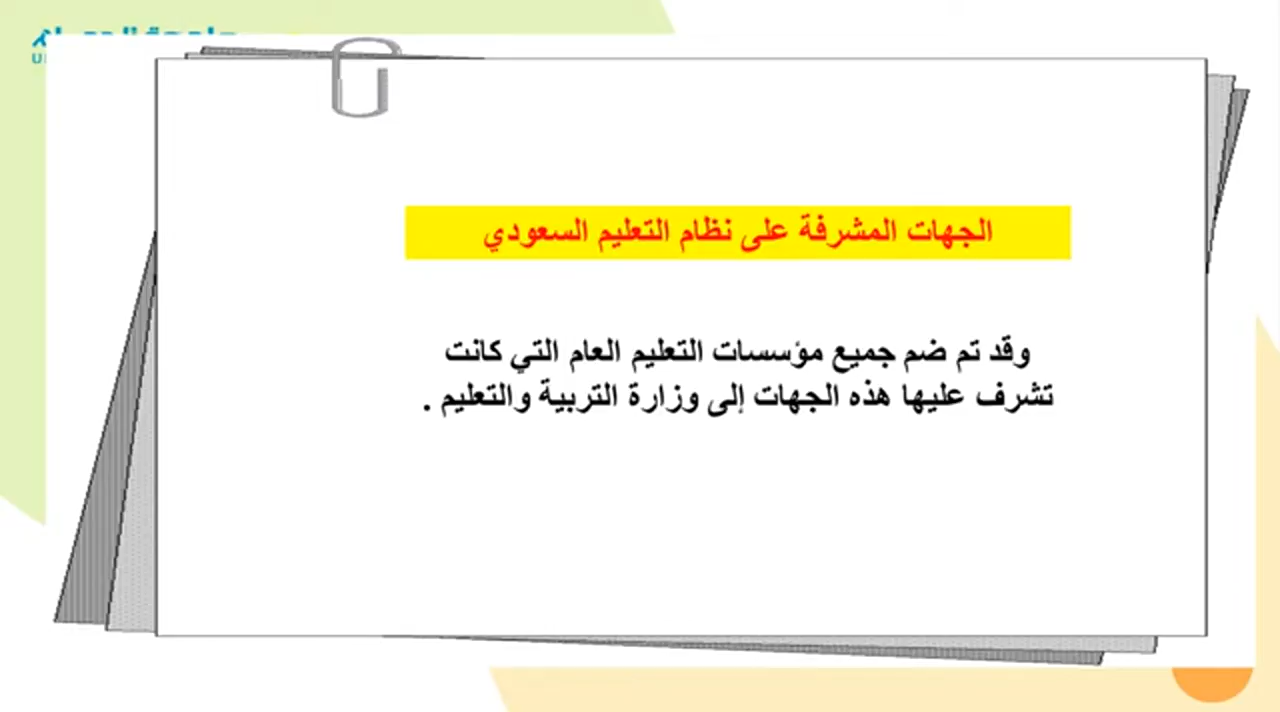 الجهات المشرفة على نظام التعليم السعودي
وقد تم ضم جميع مؤسسات التعليم العام التي كانت
تشرف عليها هذه الجهات إلى وزارة التربية والتعليم .